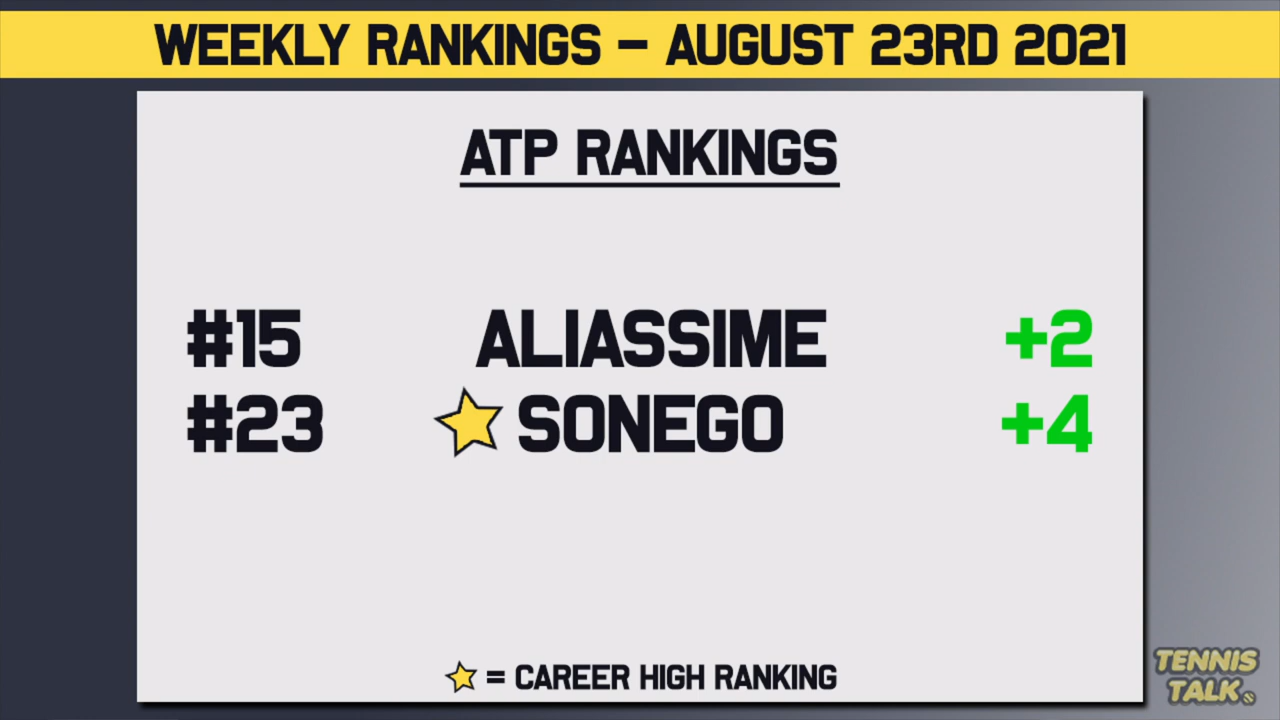 WEEKLY RANKINGS – AUGUST 23RD 2021
ATP RANKINGS
#15 ALIASSIME +2
#23 SONEGO +4
= CAREER HIGH RANKING
TENNIS
TALK